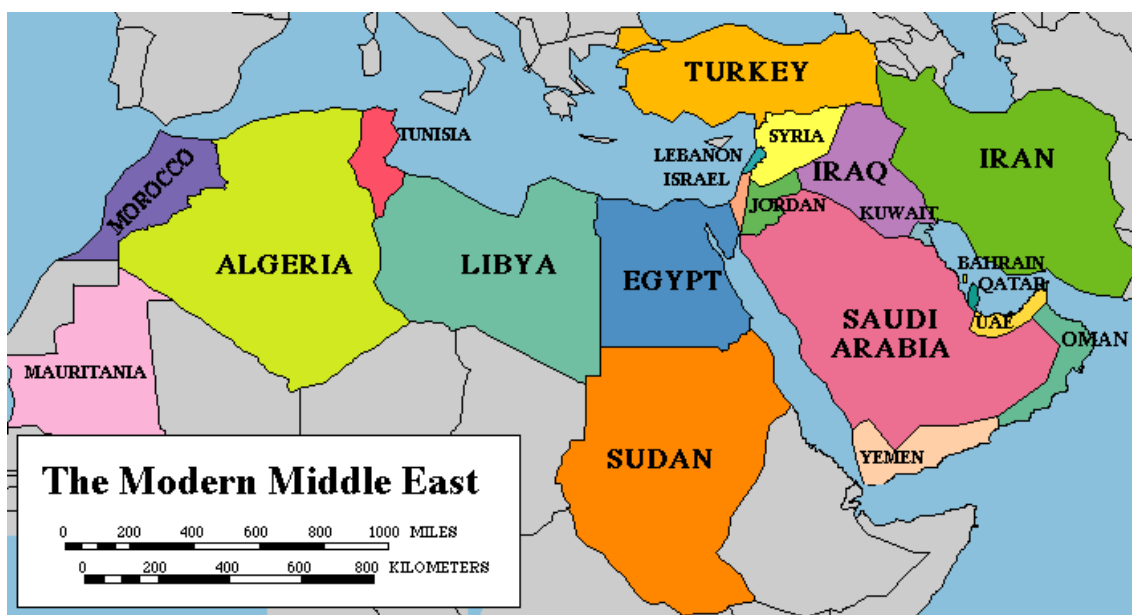 TURKEY
TUNISIA
SYRIA
MOROCCO
LEBANON
ISRAEL
IRAQ
IRAN
JORDAN
KUWAIT
ALGERIA
LIBYA
EGYPT
BAHRAIN
QATAR
SAUDI
ARABIA
UAE
OMAN
MAURITANIA
SUDAN
YEMEN
The Modern Middle East
0 200 400 600 800 1000 MILES
0 200 400 600 800 KILOMETERS